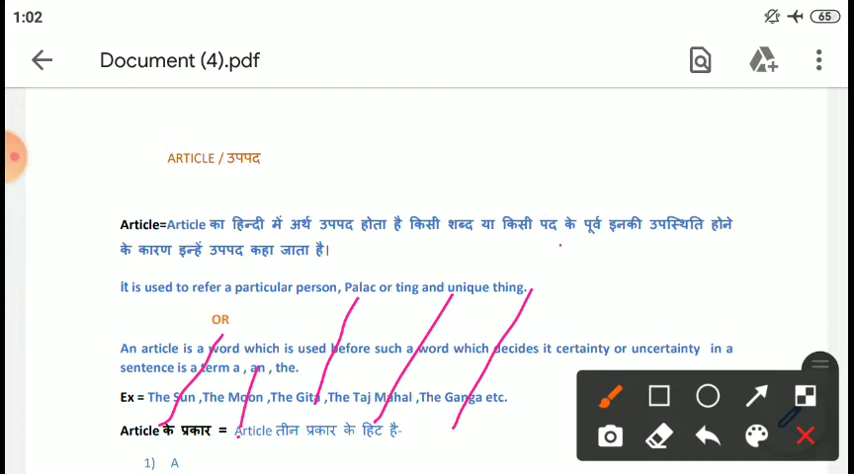 1:02
65
Document (4).pdf
ARTICLE / उपपद
Article=Article का हिन्दी में अर्थ उपपद होता है किसी शब्द या किसी पद के पूर्व इनकी उपस्थिति होने
के कारण इन्हें उपपद कहा जाता है।
it is used to refer a particular person, Palac or ting and unique thing.
OR
An article is a word which is used before such a word which decides it certainty or uncertainty in a
sentence is a term a , an , the.
Ex = The Sun ,The Moon ,The Gita ,The Taj Mahal ,The Ganga etc.
Article के प्रकार = Article तीन प्रकार के हिट है-
1) A